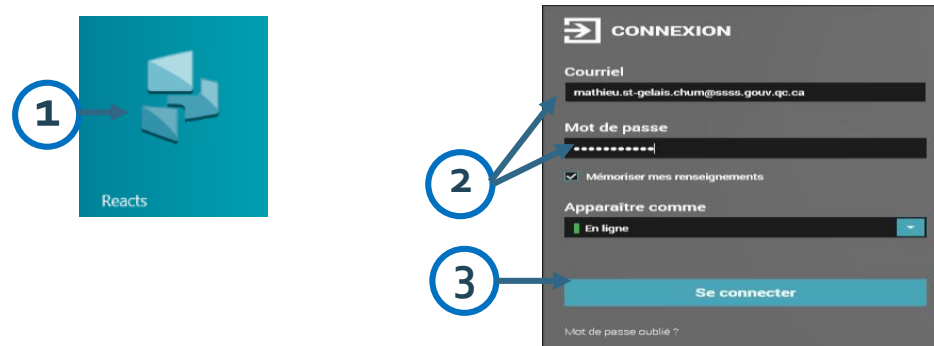 1
Reacts
CONNEXION
Courriel
mathieu.st-gelais.chum@ssss.gouv.qc.ca
2
Mot de passe
•••••••••••
Mémoriser mes renseignements
Apparaître comme
En ligne
3
Se connecter
Mot de passe oublié ?